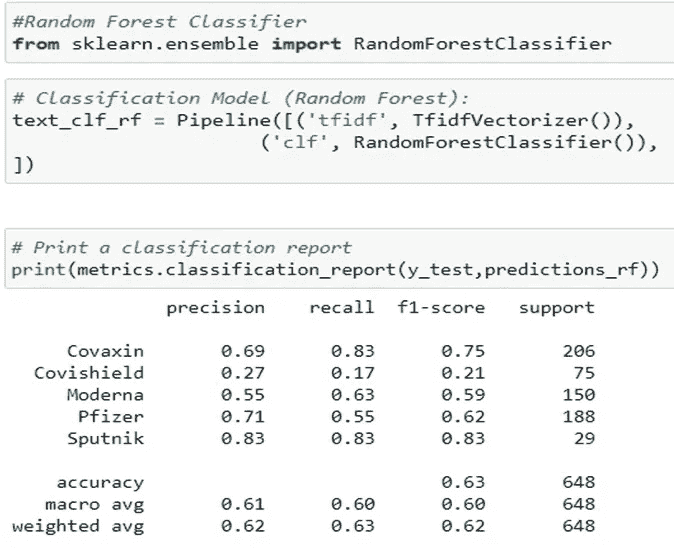 #Random Forest Classifier
from sklearn.ensemble import RandomForestClassifier
# Classification Model (Random Forest):
text_clf_rf = Pipeline([('tfidf', TfidfVectorizer()),
('clf', RandomForestClassifier()),
])
# Print a classification report
print(metrics.classification_report(y_test,predictions_rf))
precision recall f1-score support
Covaxin 0.69 0.83 0.75 206
Covishield 0.27 0.17 0.21 75
Moderna 0.55 0.63 0.59 150
Pfizer 0.71 0.55 0.62 188
Sputnik 0.83 0.83 0.83 29
accuracy 0.63 648
macro avg 0.61 0.60 0.60 648
weighted avg 0.62 0.63 0.62 648